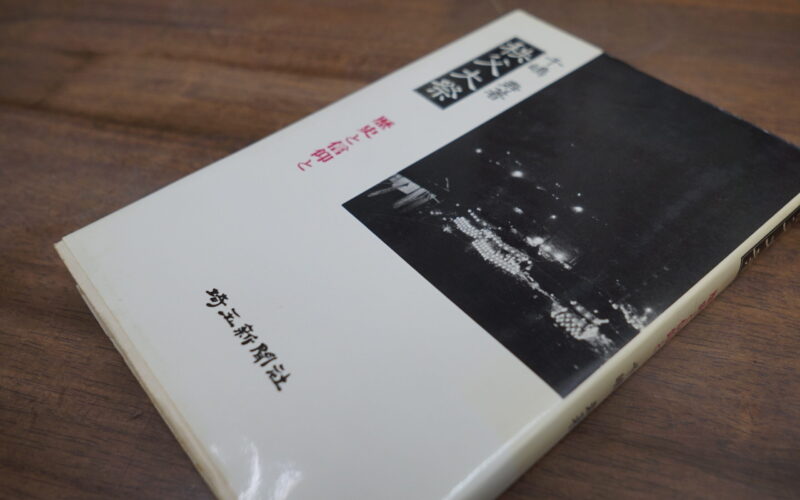 千嶋 壽著
秩父大祭
歴史と信仰と
埼玉新聞社